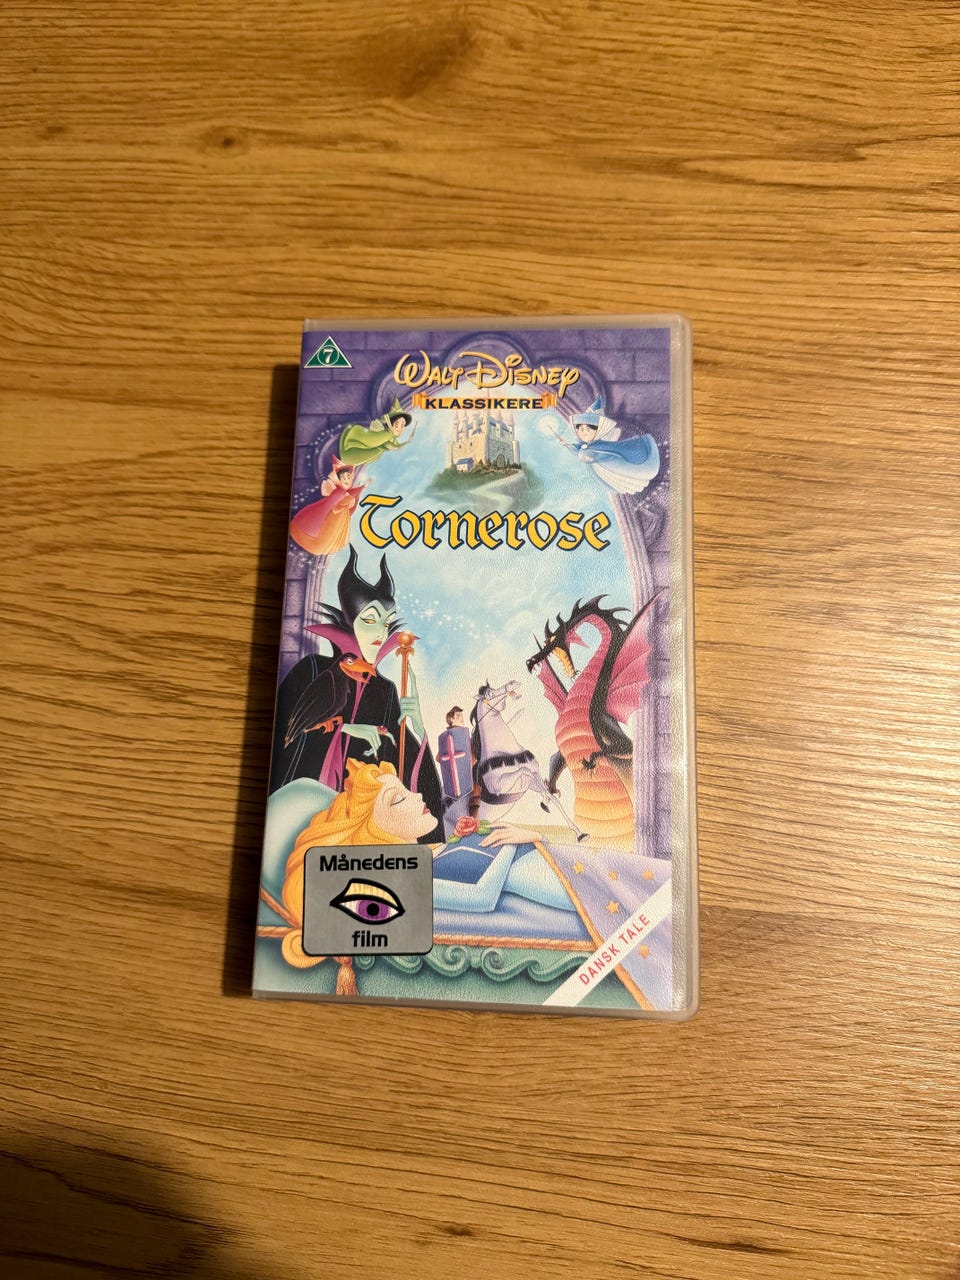 7
WALT DISNEY
KLASSIKERE
Tornerose
Månedens
film
DANSK TALE